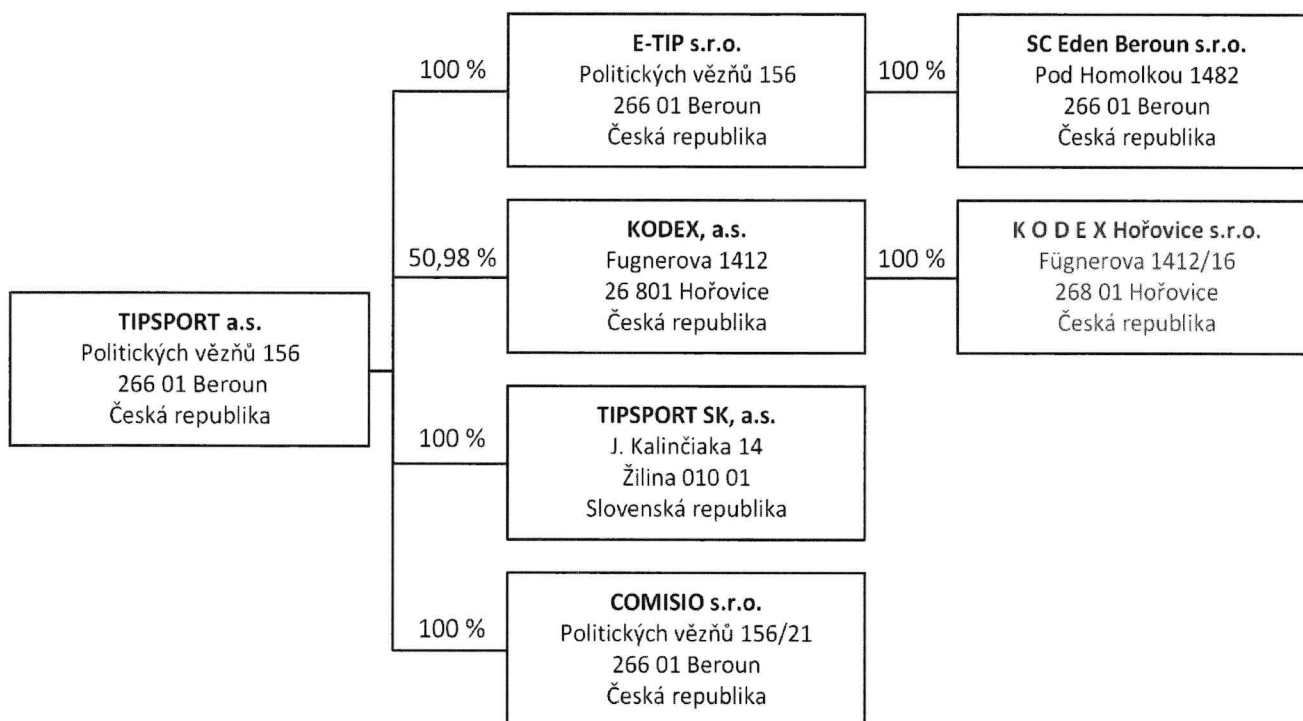 TIPSPORT a.s.
Politických vězňů 156
266 01 Beroun
Česká republika
100 %
E-TIP s.r.o.
Politických vězňů 156
266 01 Beroun
Česká republika
100 %
SC Eden Beroun s.r.o.
Pod Homolkou 1482
266 01 Beroun
Česká republika
50,98 %
KODEX, a.s.
Fugnerova 1412
26 801 Hořovice
Česká republika
100 %
K O D E X Hořovice s.r.o.
Fügnerova 1412/16
268 01 Hořovice
Česká republika
100 %
TIPSPORT SK, a.s.
J. Kalinčiaka 14
Žilina 010 01
Slovenská republika
100 %
COMISIO s.r.o.
Politických vězňů 156/21
266 01 Beroun
Česká republika